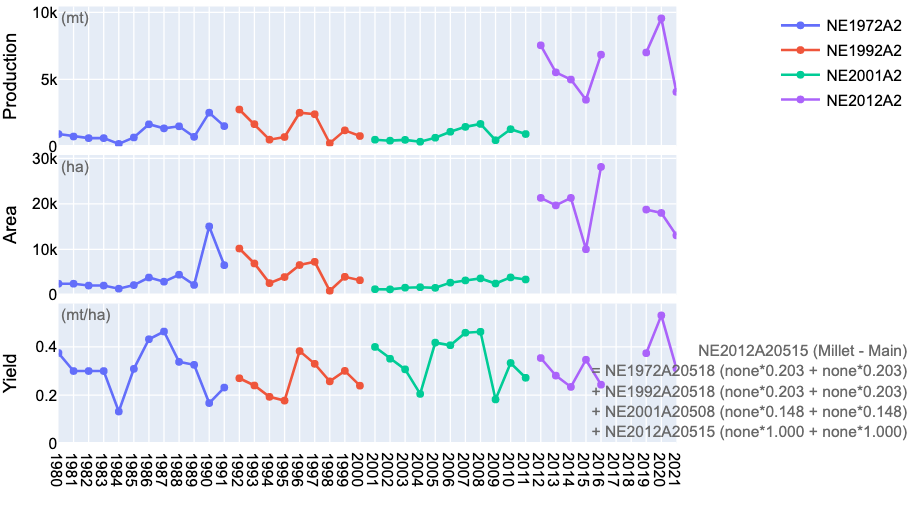 Production
(mt)
10k
5k
0
Area
(ha)
30k
20k
10k
0
Yield
(mt/ha)
0.4
0.2
0
1980
1981
1982
1983
1984
1985
1986
1987
1988
1989
1990
1991
1992
1993
1994
1995
1996
1997
1998
1999
2000
2001
2002
2003
2004
2005
2006
2007
2008
2009
2010
2011
2012
2013
2014
2015
2016
2017
2018
2019
2020
2021
NE1972A2
NE1992A2
NE2001A2
NE2012A2
NE2012A20515 (Millet - Main)
= NE1972A20518 (none*0.203 + none*0.203)
+ NE1992A20518 (none*0.203 + none*0.203)
+ NE2001A20508 (none*0.148 + none*0.148)
+ NE2012A20515 (none*1.000 + none*1.000)